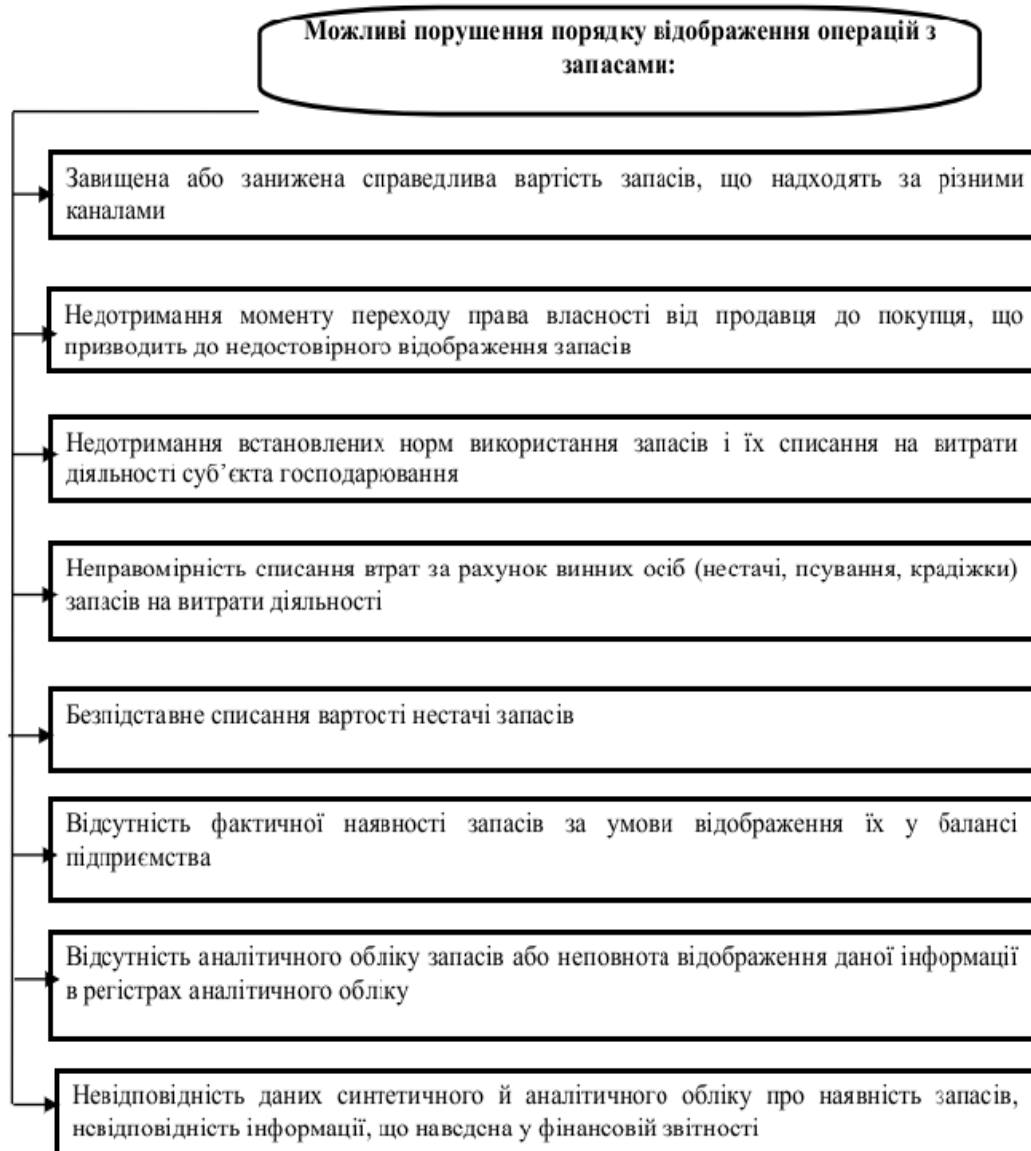 Можливі порушення порядку відображення операцій з
запасами:
Завищена або занижена справедлива вартість запасів, що надходять за різними
каналами
Недотримання моменту переходу права власності від продавця до покупця, що
призводить до недостовірного відображення запасів
Недотримання встановлених норм використання запасів і їх списання на витрати
діяльності суб’єкта господарювання
Неправомірність списання втрат за рахунок винних осіб (нестачі, псування, крадіжки)
запасів на витрати діяльності
Безпідставне списання вартості нестачі запасів
Відсутність фактичної наявності запасів за умови відображення їх у балансі
підприємства
Відсутність аналітичного обліку запасів або неповнота відображення даної інформації
в регістрах аналітичного обліку
Невідповідність даних синтетичного й аналітичного обліку про наявність запасів,
невідповідність інформації, що наведена у фінансовій звітності